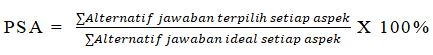 PSA = ∑Alternatif jawaban terpilih setiap aspek / ∑Alternatif jawaban ideal setiap aspek X 100%